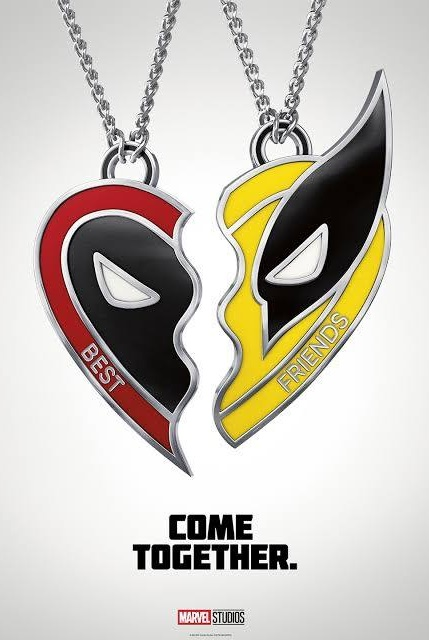 BEST
FRIENDS
COME
TOGETHER.
MARVEL STUDIOS